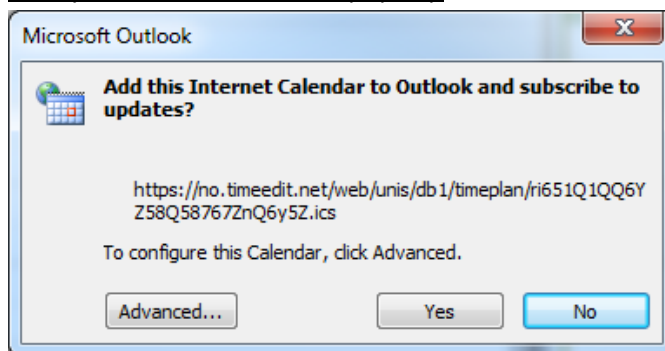 Microsoft Outlook
Add this Internet Calendar to Outlook and subscribe to
updates?
https://no.timeedit.net/web/unis/db1/timeplan/ri651Q1QQ6Y
Z58Q58767ZnQ6y5Z.ics
To configure this Calendar, click Advanced.
Advanced...
Yes
No